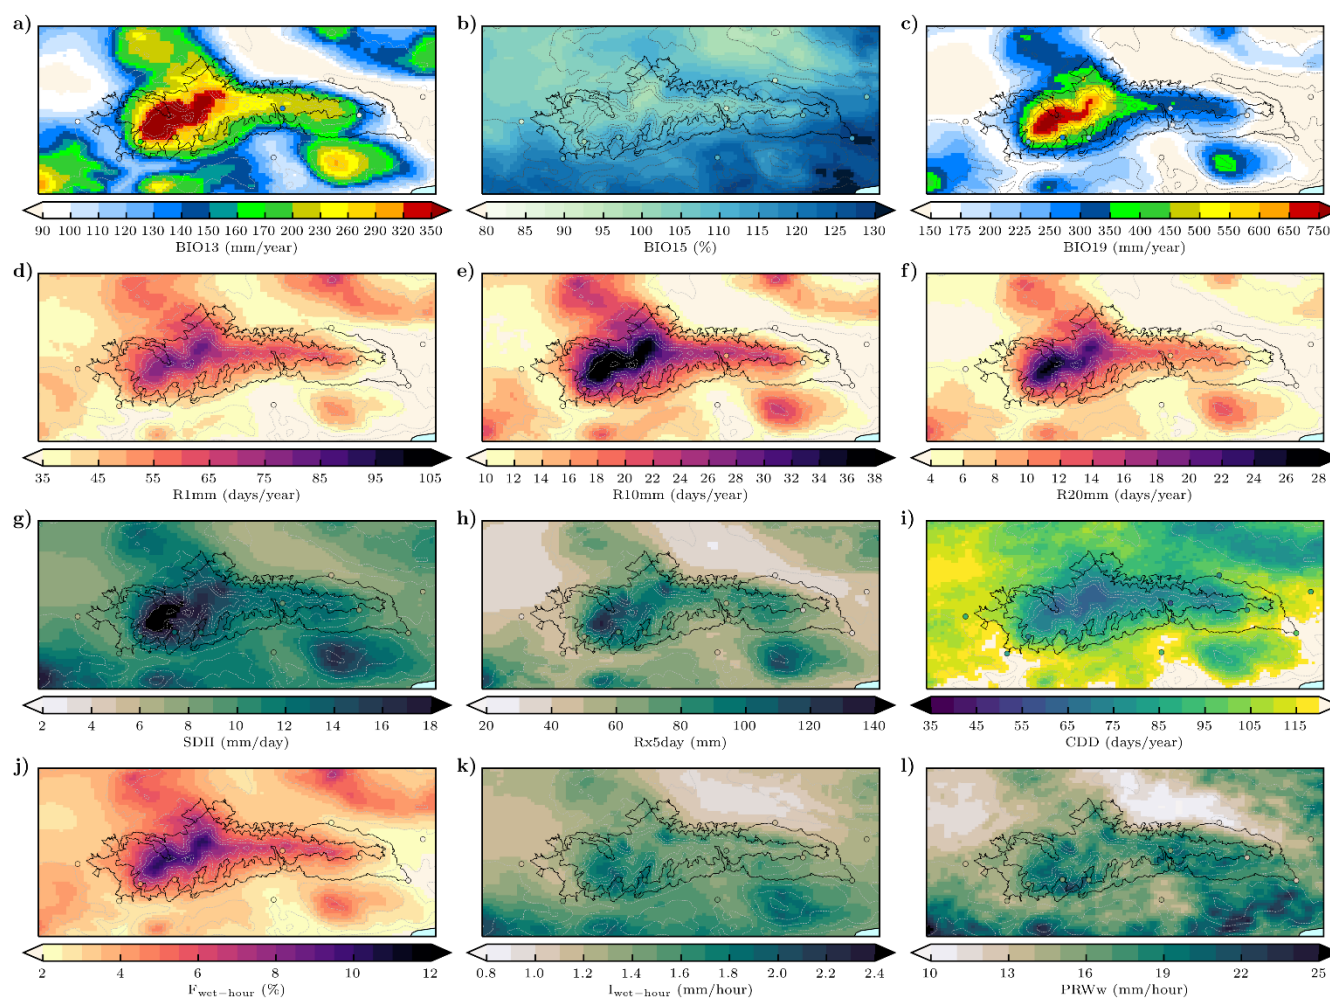 a) b) c)
90 100 110 130 140 150 160 170 200 230 260 290 320 350
BIO13 (mm/year)
80 85 90 95 100 105 110 117 122 130
BIO15 (%)
150 175 200 225 250 300 350 400 450 500 550 600 650 750
BIO19 (mm/year)
d) e) f)
35 45 55 65 75 85 95 105
R1mm (days/year)
10 12 14 16 18 20 22 24 26 28 30 32 34 36 38
R10mm (days/year)
4 6 8 10 12 14 16 18 20 22 24 26 28
R20mm (days/year)
g) h) i)
2 4 6 8 10 12 14 16 18
SDII (mm/day)
20 40 60 80 100 120 140
Rx5day (mm)
35 45 55 65 75 85 95 105 115
CDD (days/year)
j) k) l)
2 4 6 8 10 12
Fwet−hour (%)
0.8 1.0 1.2 1.4 1.6 1.8 2.0 2.2 2.4
Iwet−hour (mm/hour)
10 13 16 19 22 25
PRWw (mm/hour)